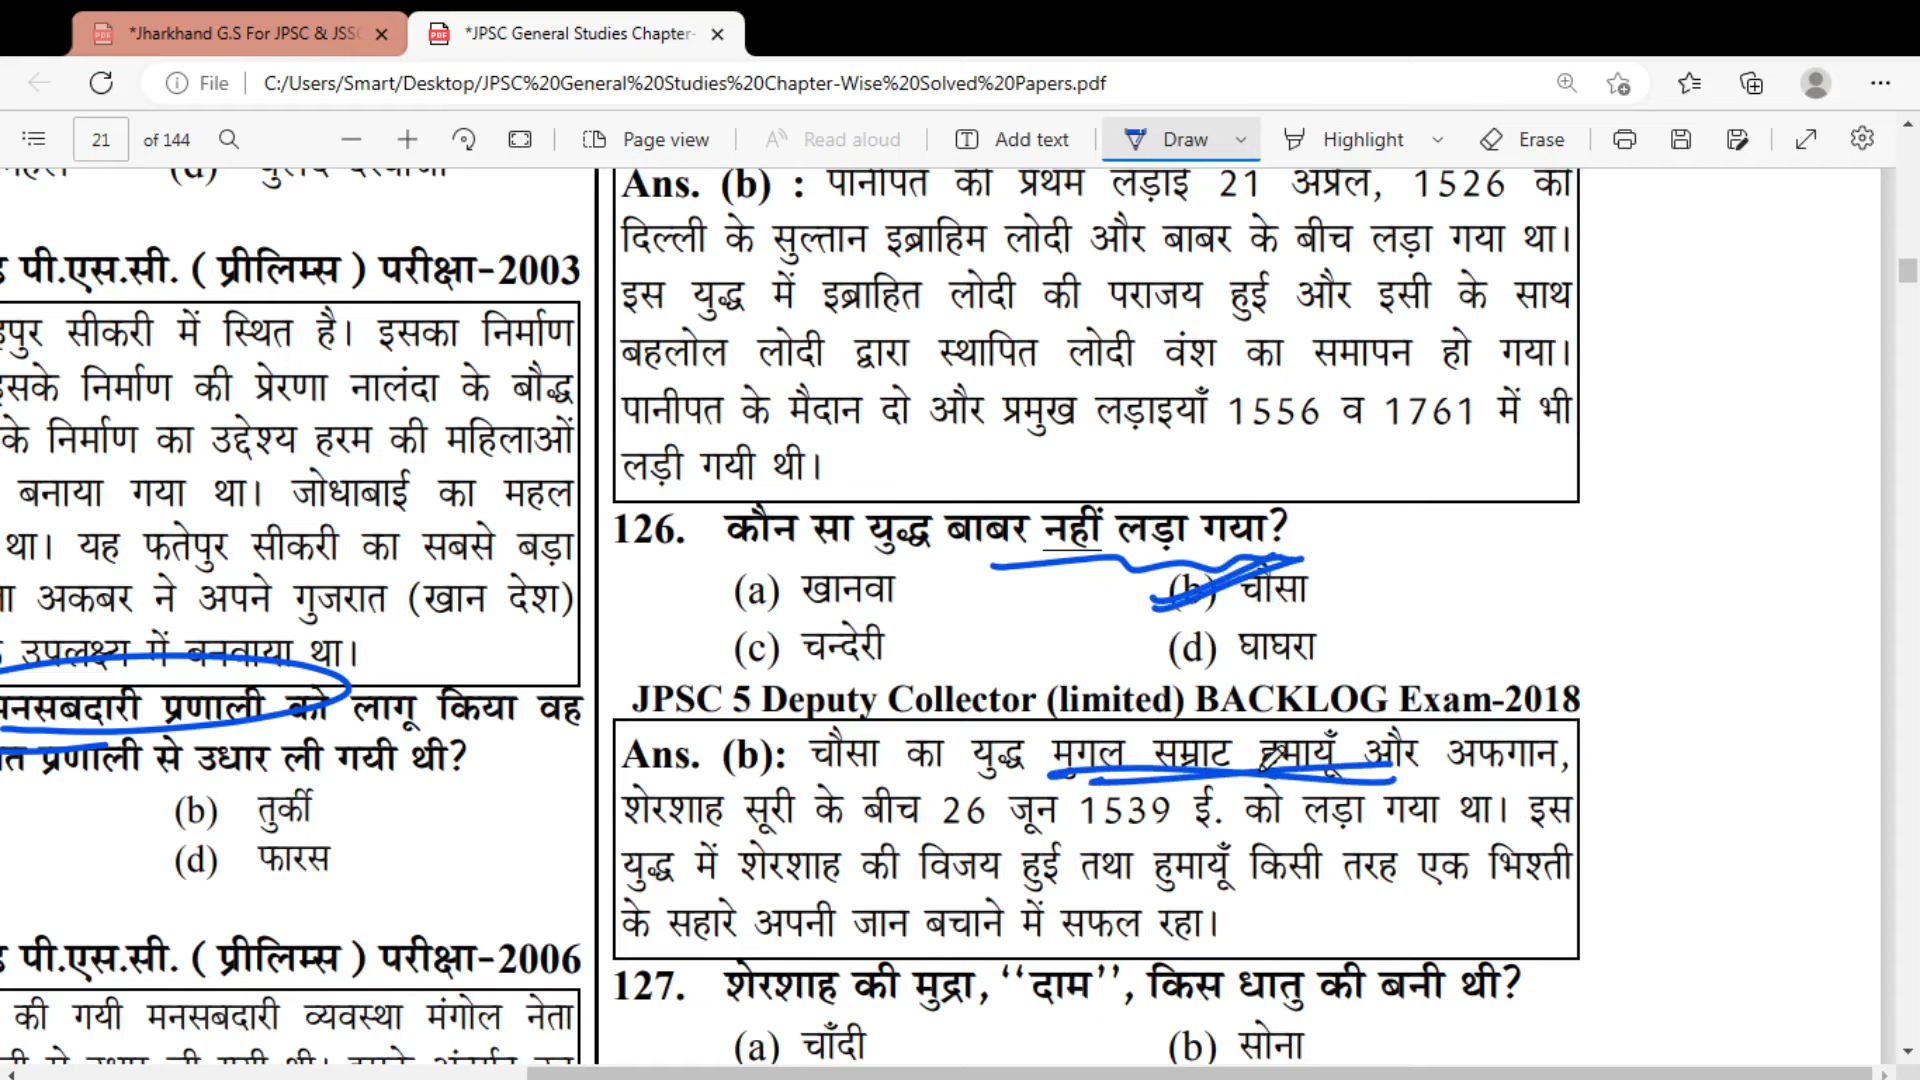 *Jharkhand G.S For JPSC & JSSC
*JPSC General Studies Chapter-
File
C:/Users/Smart/Desktop/JPSC%20General%20Studies%20Chapter-Wise%20Solved%20Papers.pdf
21 of 144
Page view
Read aloud
Add text
Draw
Highlight
Erase
(d)
पी.एस.सी. ( प्रीलिम्स ) परीक्षा-2003
सीकरी में स्थित है। इसका निर्माण
इसके निर्माण की प्रेरणा नालंदा के बौद्ध
के निर्माण का उद्देश्य हरम की महिलाओं
बनाया गया था। जोधाबाई का महल
था। यह फतेपुर सीकरी का सबसे बड़ा
अकबर ने अपने गुजरात (खान देश)
उपलक्ष्य में बनवाया था।
मनसबदारी प्रणाली को लागू किया वह
प्रणाली से उधार ली गयी थी?
(b) तुर्की
(d) फारस
पी.एस.सी. ( प्रीलिम्स ) परीक्षा-2006
की गयी मनसबदारी व्यवस्था मंगोल नेता
Ans. (b) : पानीपत की प्रथम लड़ाई 21 अप्रैल, 1526 को
दिल्ली के सुल्तान इब्राहिम लोदी और बाबर के बीच लड़ा गया था।
इस युद्ध में इब्राहित लोदी की पराजय हुई और इसी के साथ
बहलोल लोदी द्वारा स्थापित लोदी वंश का समापन हो गया।
पानीपत के मैदान दो और प्रमुख लड़ाइयाँ 1556 व 1761 में भी
लड़ी गयी थी।
126. कौन सा युद्ध बाबर नहीं लड़ा गया?
(a) खानवा (b) चौसा
(c) चन्देरी (d) घाघरा
JPSC 5 Deputy Collector (limited) BACKLOG Exam-2018
Ans. (b): चौसा का युद्ध मुगल सम्राट हुमायूँ और अफगान,
शेरशाह सूरी के बीच 26 जून 1539 ई. को लड़ा गया था। इस
युद्ध में शेरशाह की विजय हुई तथा हुमायूँ किसी तरह एक भिश्ती
के सहारे अपनी जान बचाने में सफल रहा।
127. शेरशाह की मुद्रा, ‘‘दाम’’, किस धातु की बनी थी?
(a) चाँदी (b) सोना